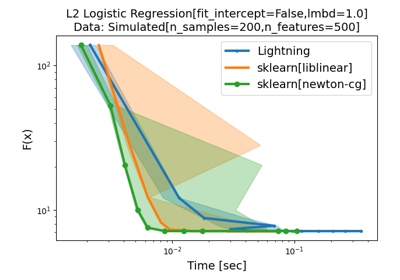 L2 Logistic Regression[fit_intercept=False,lmbd=1.0]
Data: Simulated[n_samples=200,n_features=500]
Lightning
sklearn[liblinear]
sklearn[newton-cg]
F(x)
10²
10¹
10⁻²
10⁻¹
Time [sec]